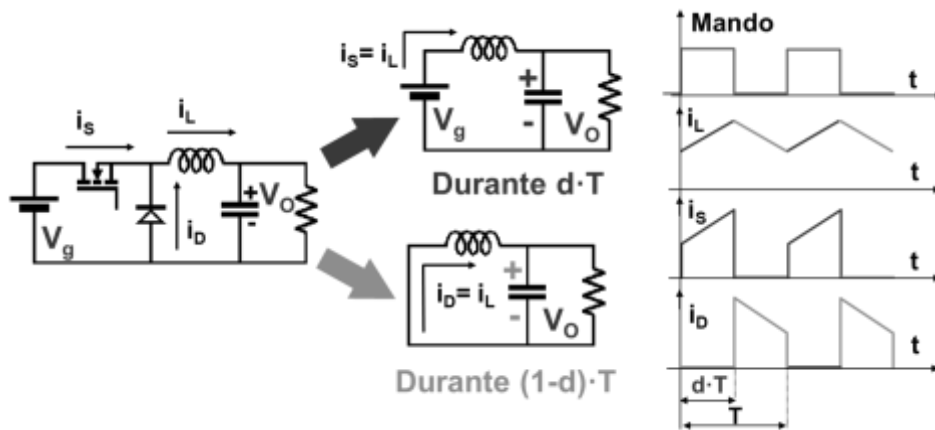 i_S
i_L
i_D
V_g
+
-
V_O
i_S= i_L
V_g
+
-
V_O
Durante d·T
i_D= i_L
+
-
V_O
Durante (1-d)·T
Mando
t
i_L
t
i_S
t
i_D
t
d·T
T